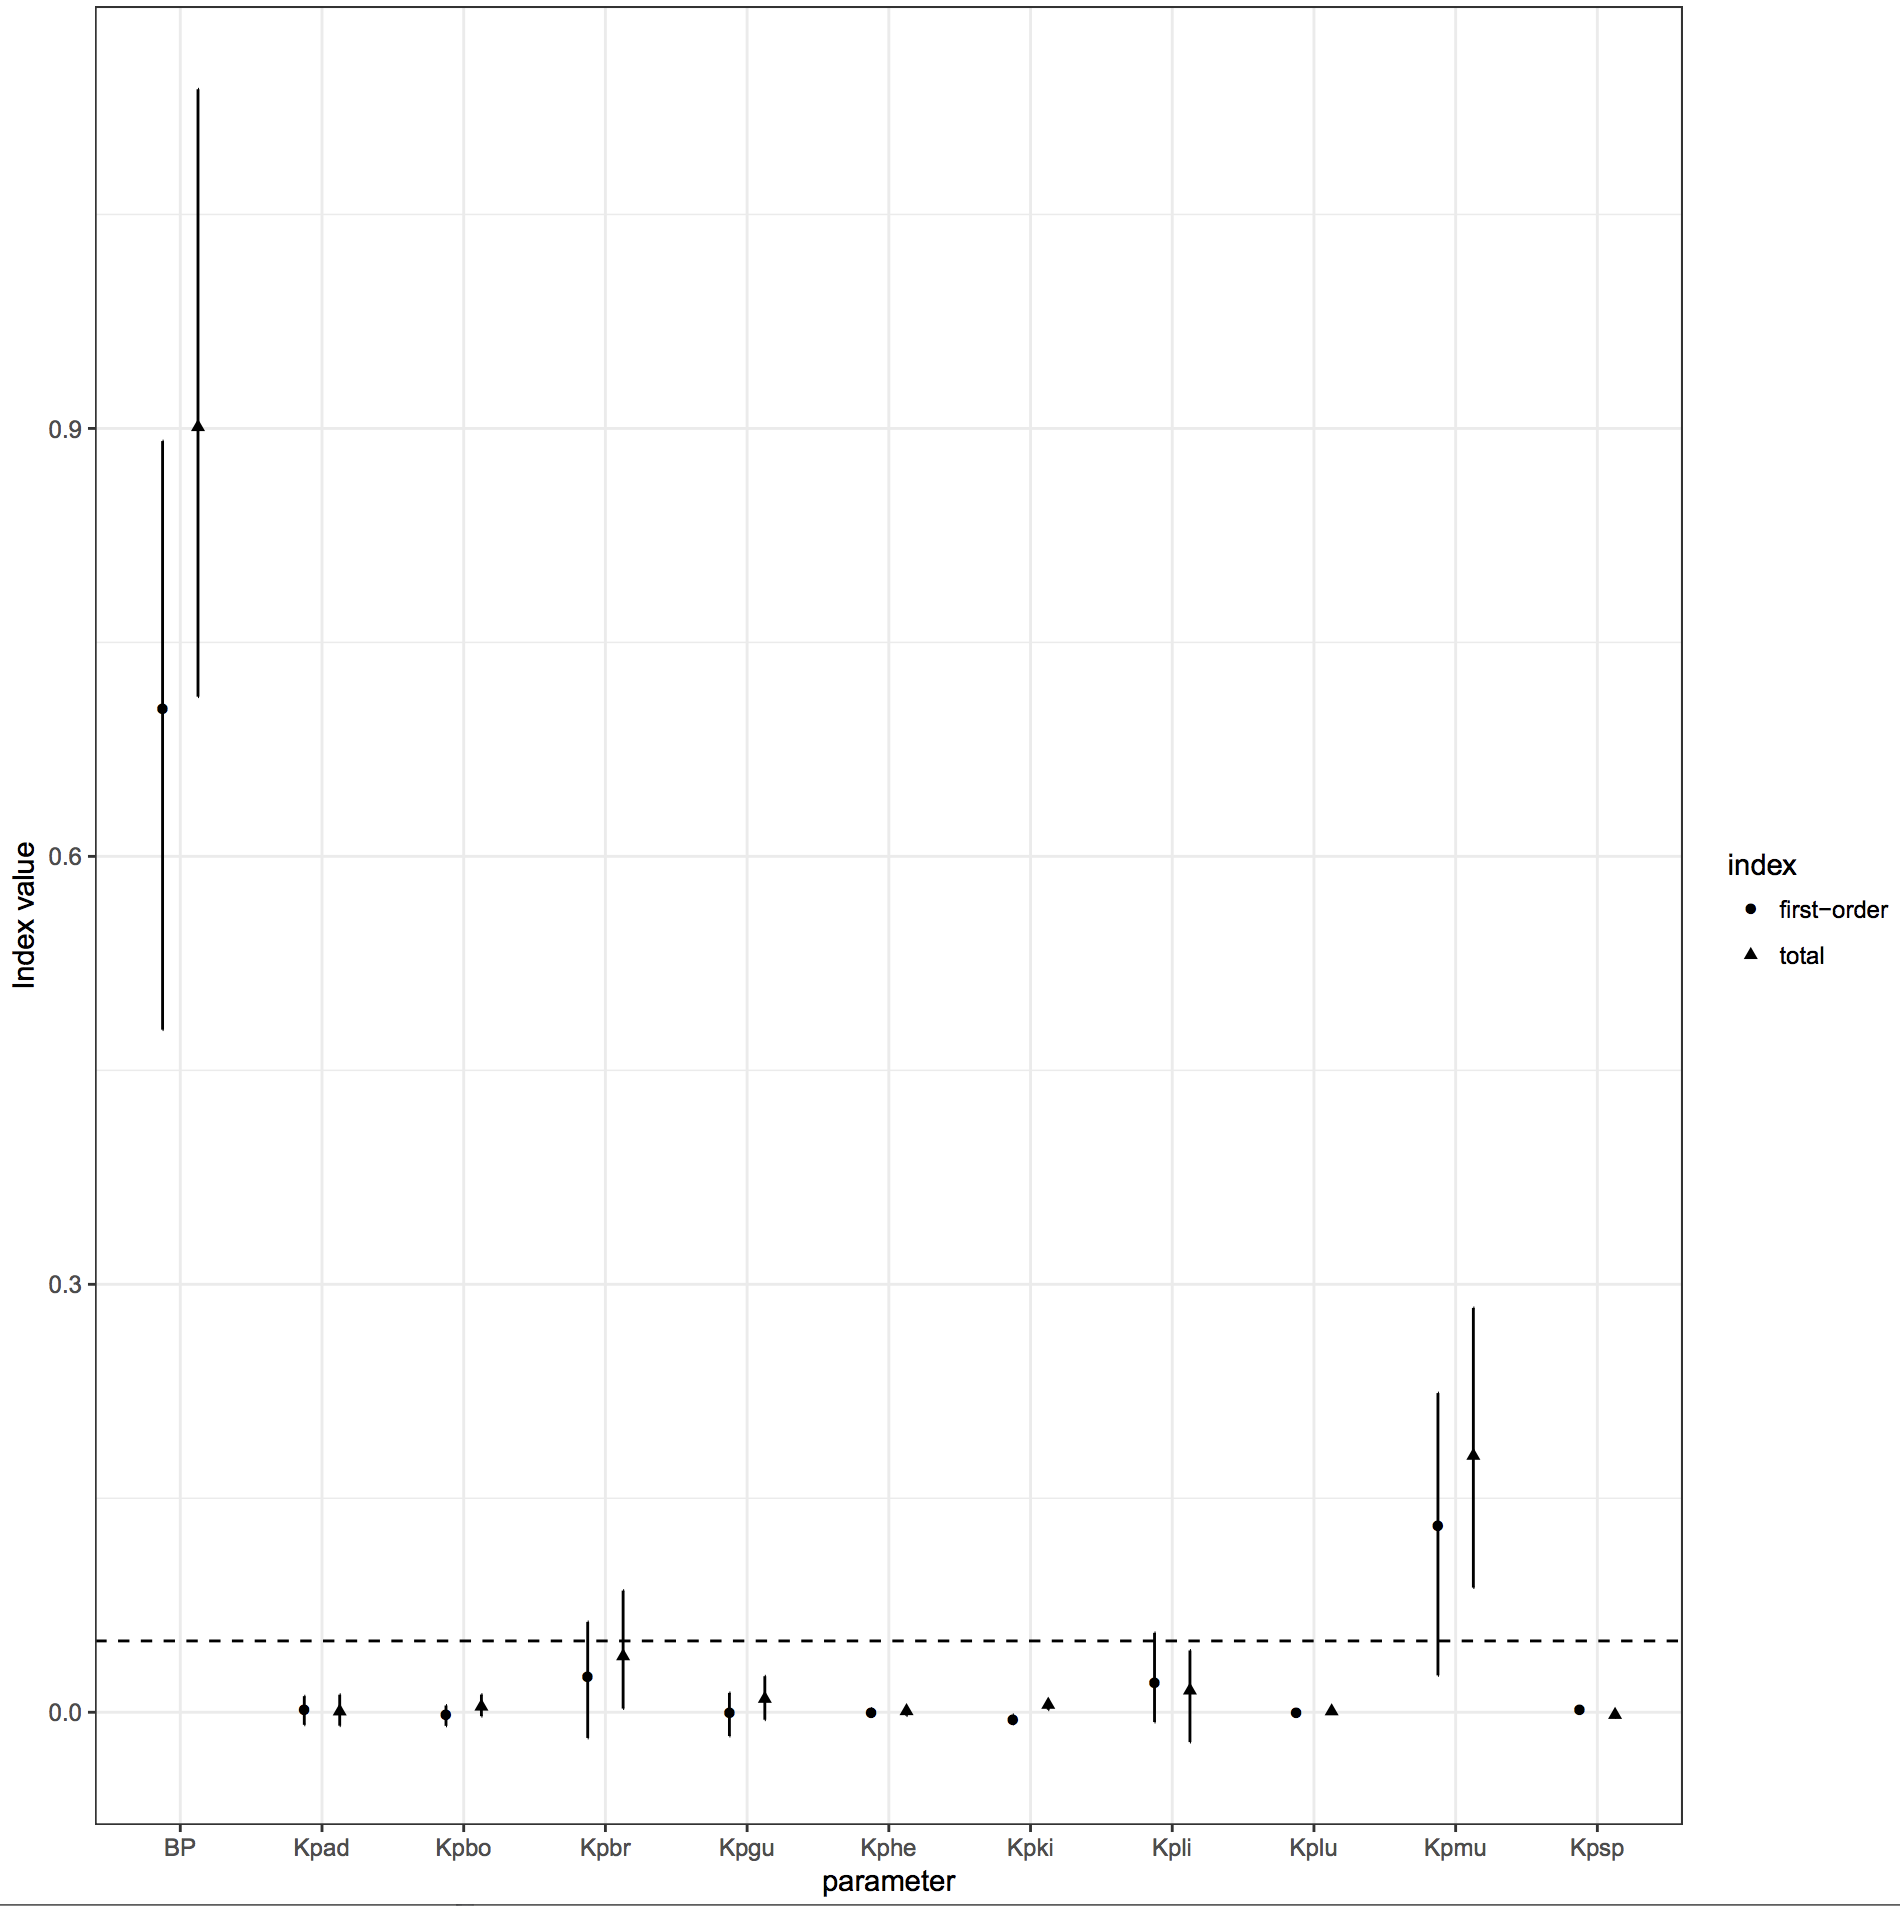 0.9
0.6
0.3
0.0
Index value
BP Kpad Kpbo Kpbr Kpgu Kphe Kpki Kpli Kplu Kpmu Kpsp
parameter
index
first−order
total